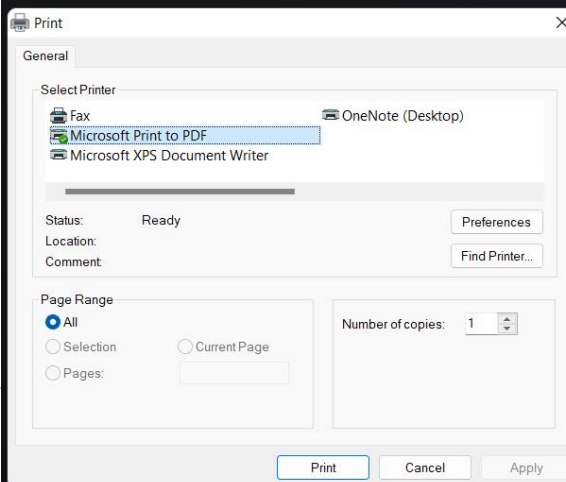 Print
General
Select Printer
Fax
OneNote (Desktop)
Microsoft Print to PDF
Microsoft XPS Document Writer
Status: Ready
Preferences
Location:
Comment:
Find Printer...
Page Range
All
Number of copies: 1
Selection Current Page
Pages:
Print Cancel Apply